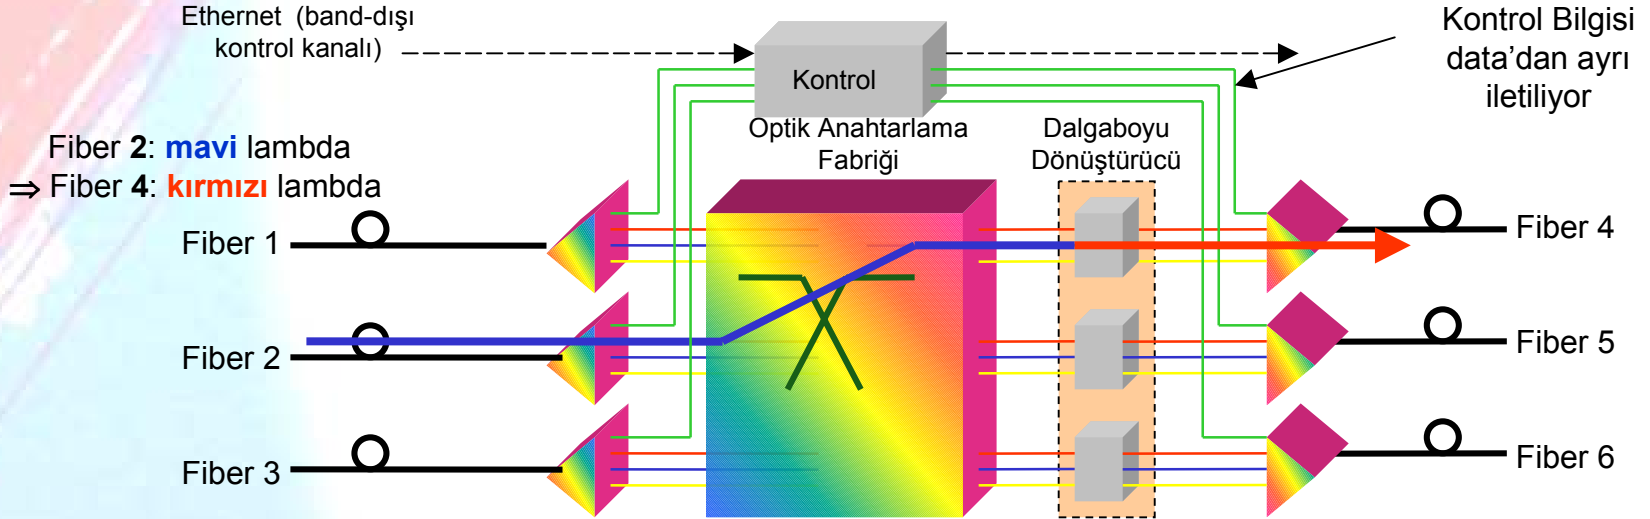 Ethernet (band-dışı
kontrol kanalı)
Kontrol
Kontrol Bilgisi
data’dan ayrı
iletiliyor
Optik Anahtarlama
Fabriği
Dalgaboyu
Dönüştürücü
Fiber 2: mavi lambda
⇒ Fiber 4: kırmızı lambda
Fiber 1
Fiber 4
Fiber 2
Fiber 5
Fiber 3
Fiber 6